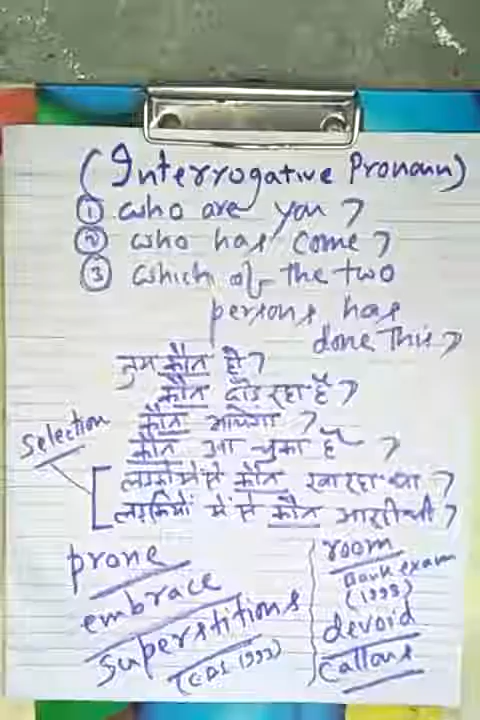 (Interrogative Pronoun)
① who are you ?
② who has come ?
③ which of the two
persons has
done this ?
तुम कौन हो ?
कौन दौड़ रहा है ?
कौन आयेगा ?
कौन आ चुका है ?
Selection
लड़कों में से कौन खा रहा था ?
लड़कियों में से कौन आ रही थी ?
prone
embrace
superstitions
(CDS 1993)
room
Bank exam
(1993)
devoid
callous